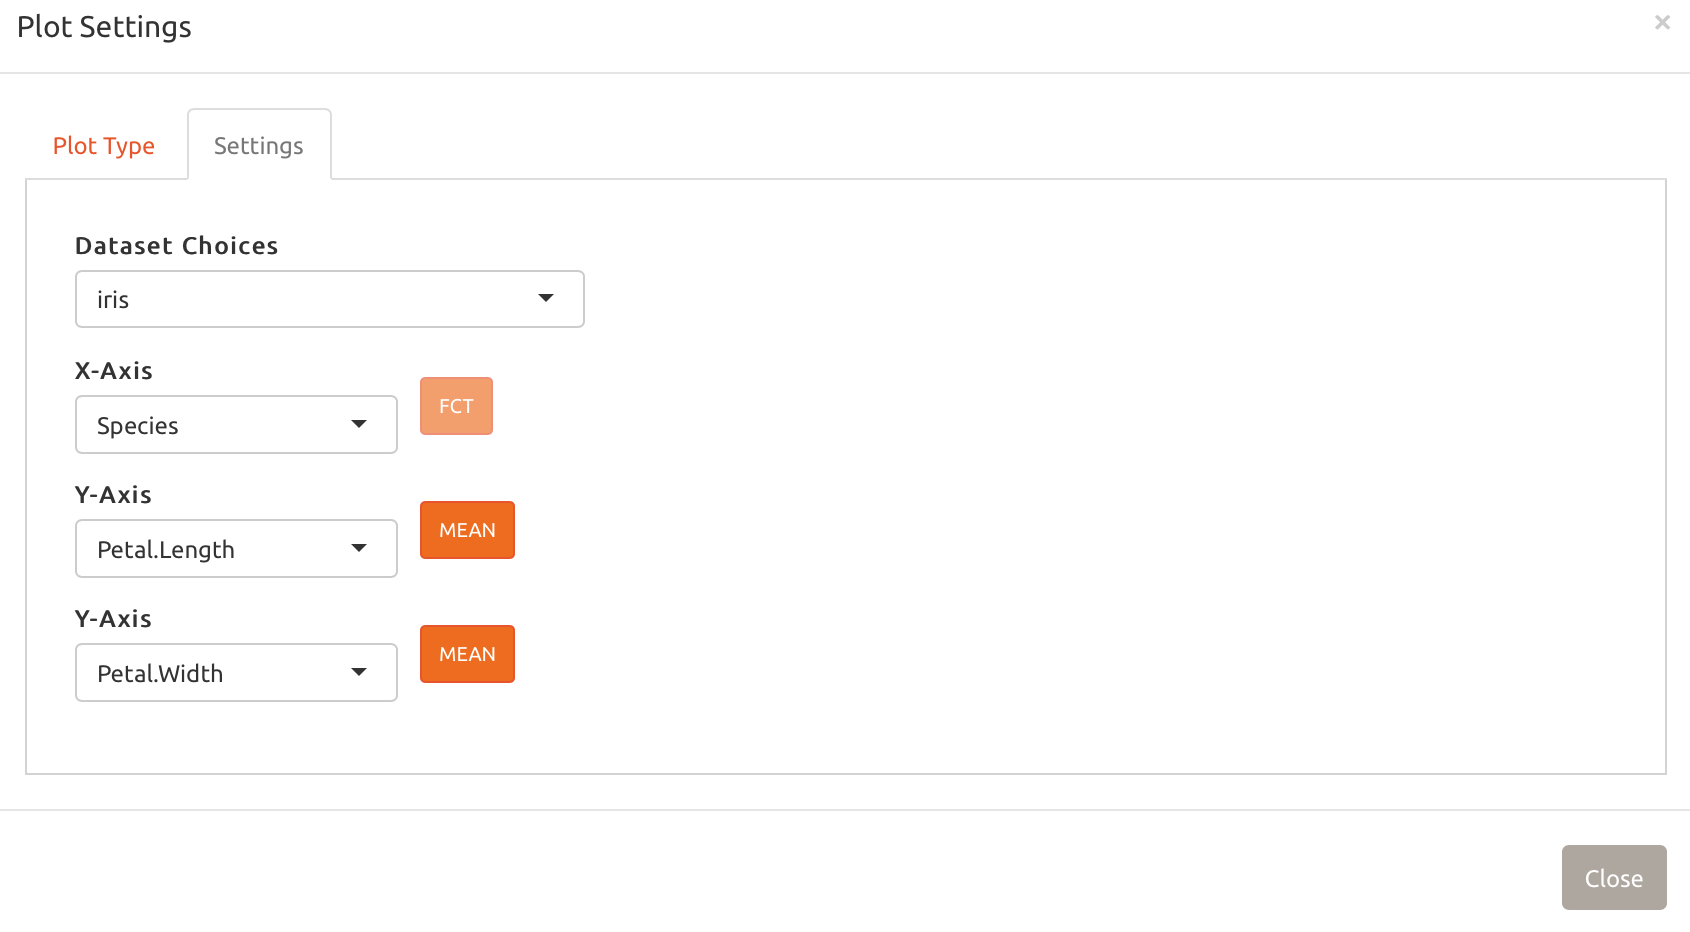 Plot Settings
×
Plot Type
Settings
Dataset Choices
iris
X-Axis
Species
FCT
Y-Axis
Petal.Length
MEAN
Y-Axis
Petal.Width
MEAN
Close